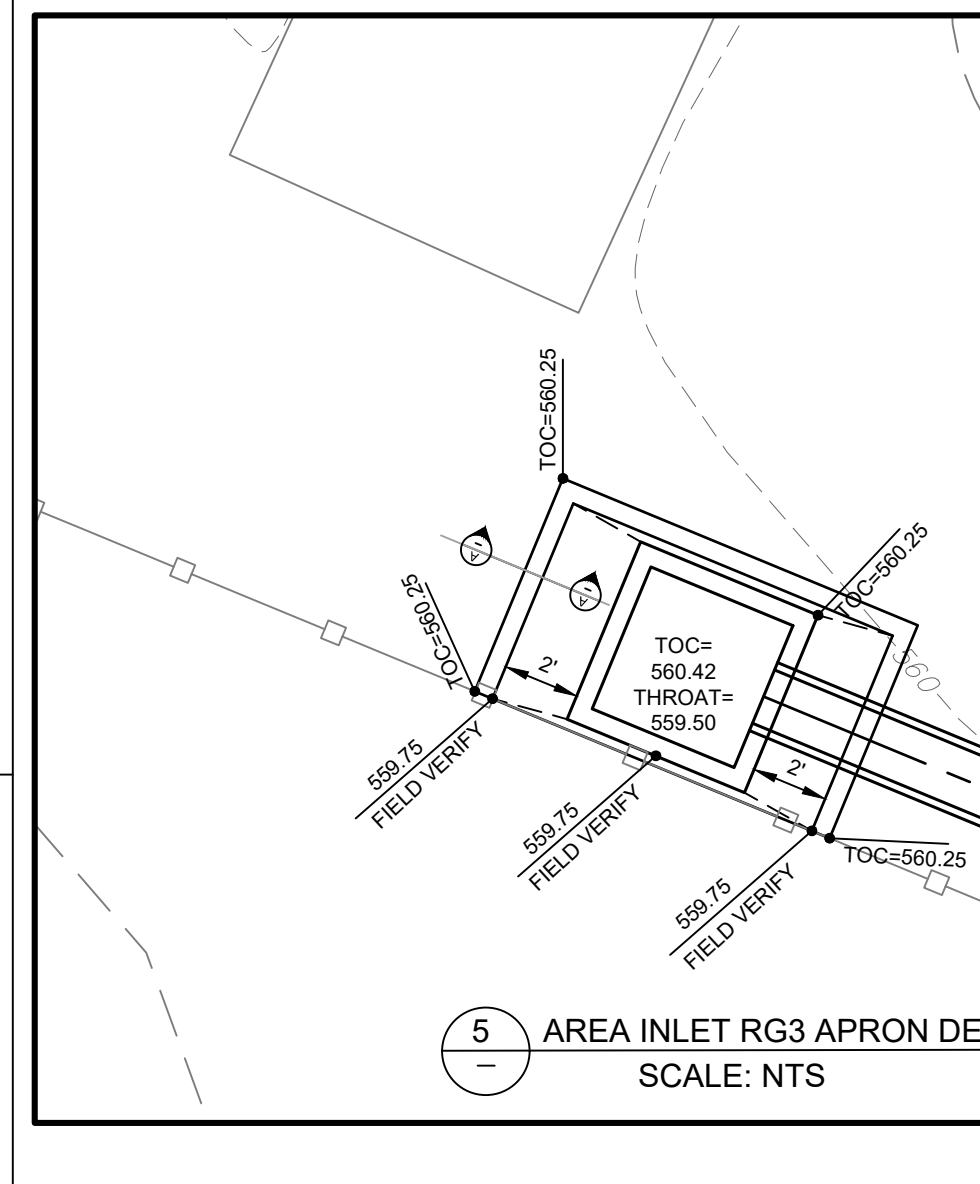 TOC=560.25
TOC=560.25
TOC=560.25
A
–
A
–
560
TOC=
560.42
THROAT=
559.50
2'
2'
559.75
FIELD VERIFY
559.75
FIELD VERIFY
559.75
FIELD VERIFY
TOC=560.25
5
–
AREA INLET RG3 APRON DE
SCALE: NTS